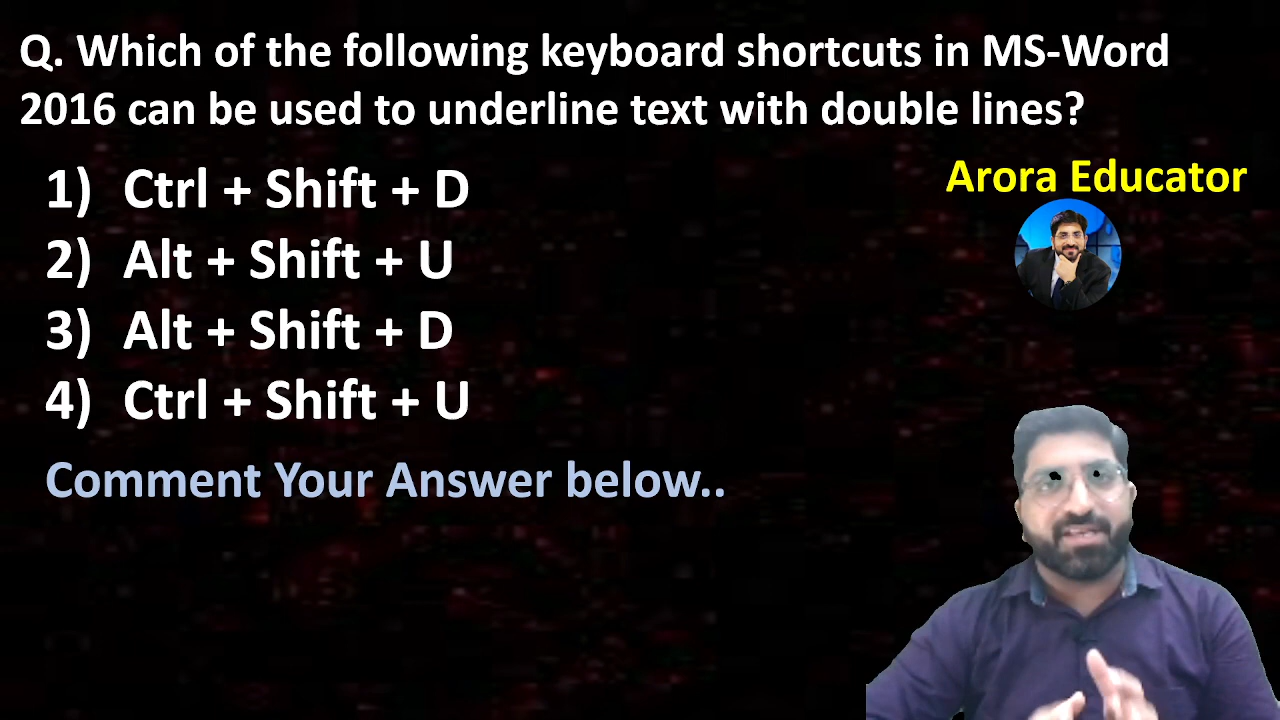 Q. Which of the following keyboard shortcuts in MS-Word
2016 can be used to underline text with double lines?
Arora Educator
1) Ctrl + Shift + D
2) Alt + Shift + U
3) Alt + Shift + D
4) Ctrl + Shift + U
Comment Your Answer below..